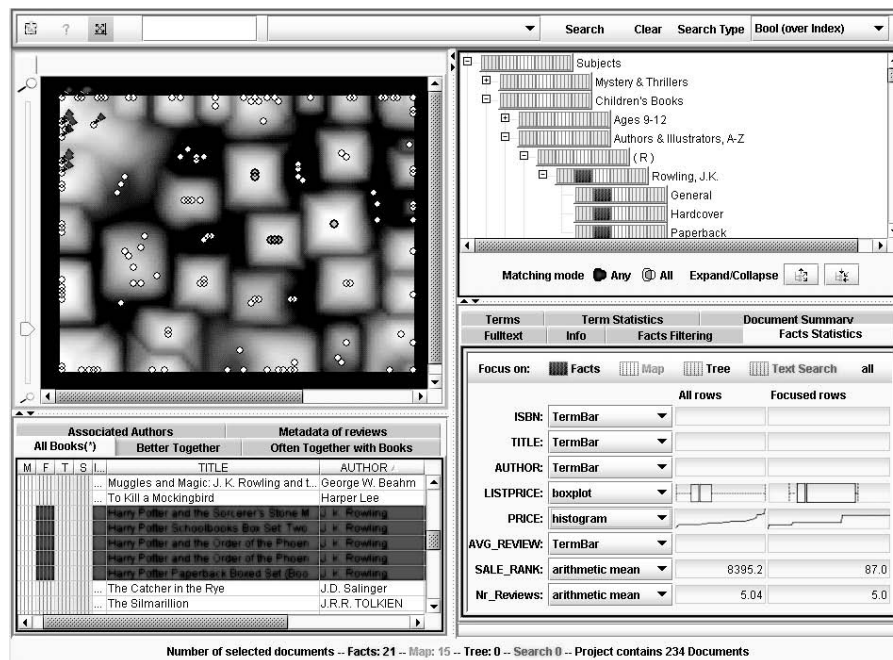 ?
Search Clear Search Type Bool (over Index)
Subjects
Mystery & Thrillers
Children's Books
Ages 9-12
Authors & Illustrators, A-Z
( R )
Rowling, J.K.
General
Hardcover
Paperback
Matching mode Any All Expand/Collapse
Terms Term Statistics Document Summary
Fulltext Info Facts Filtering Facts Statistics
Focus on: Facts Map Tree Text Search all
All rows Focused rows
ISBN: TermBar
TITLE: TermBar
AUTHOR: TermBar
LISTPRICE: boxplot
PRICE: histogram
AVG_REVIEW: TermBar
SALE_RANK: arithmetic mean 8395.2 87.0
Nr_Reviews: arithmetic mean 5.04 5.0
Associated Authors Metadata of reviews
All Books(*) Better Together Often Together with Books
M F T S I... TITLE AUTHOR
... Muggles and Magic: J. K. Rowling and t... George W. Beahm
... To Kill a Mockingbird Harper Lee
Harry Potter and the Sorcerer's Stone M J. K. Rowling
Harry Potter Schoolbooks Box Set Two J. K. Rowling
Harry Potter and the Order of the Phoen J. K. Rowling
Harry Potter and the Order of the Phoen J. K. Rowling
Harry Potter Paperback Boxed Set (Boo J. K. Rowling
... The Catcher in the Rye J.D. Salinger
... The Silmarillion J.R.R. TOLKIEN
Number of selected documents -- Facts: 21 -- Map: 15 -- Tree: 0 -- Search 0 -- Project contains 234 Documents